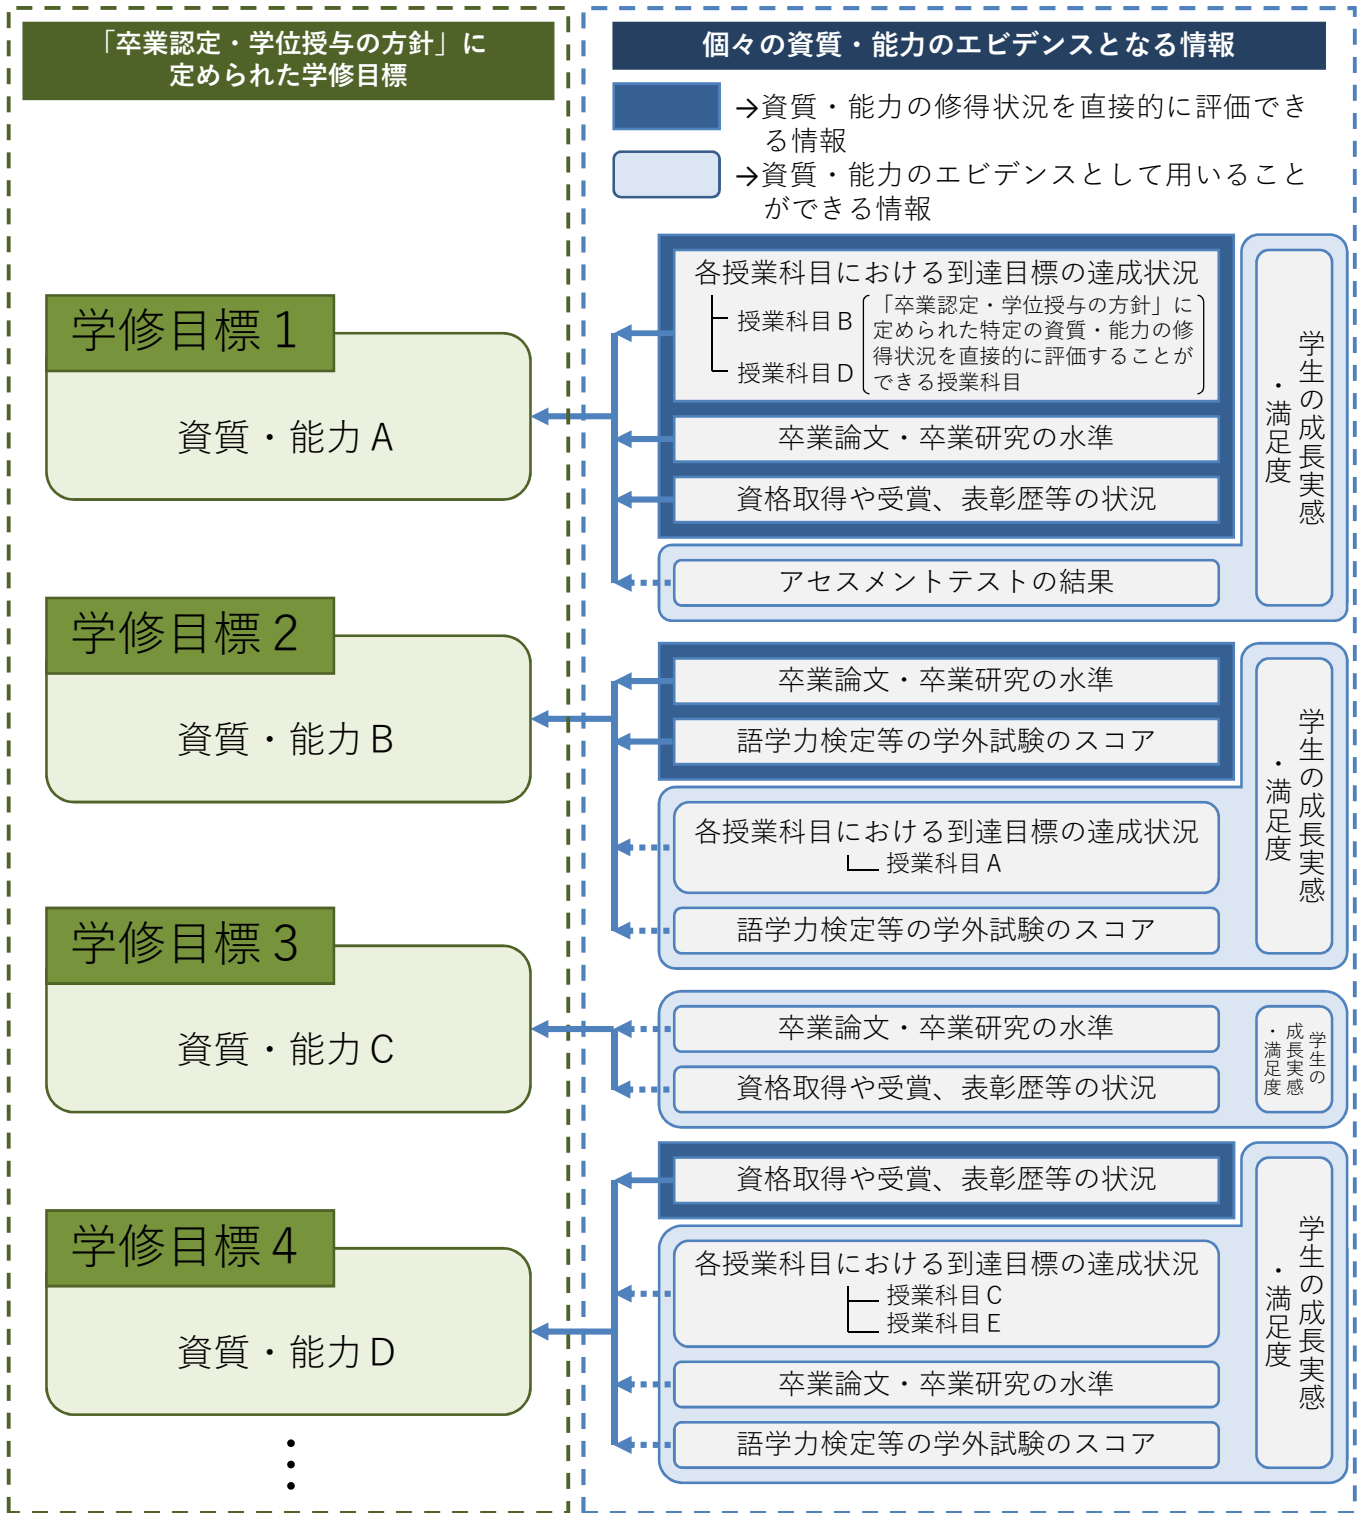 「卒業認定・学位授与の方針」に
定められた学修目標
学修目標１
資質・能力Ａ
学修目標２
資質・能力Ｂ
学修目標３
資質・能力Ｃ
学修目標４
資質・能力Ｄ
⋮
個々の資質・能力のエビデンスとなる情報
→資質・能力の修得状況を直接的に評価でき
る情報
→資質・能力のエビデンスとして用いること
ができる情報
各授業科目における到達目標の達成状況
授業科目Ｂ
授業科目Ｄ
「卒業認定・学位授与の方針」に
定められた特定の資質・能力の修
得状況を直接的に評価することが
できる授業科目
卒業論文・卒業研究の水準
資格取得や受賞、表彰歴等の状況
アセスメントテストの結果
学生の成長実感
・満足度
卒業論文・卒業研究の水準
語学力検定等の学外試験のスコア
各授業科目における到達目標の達成状況
授業科目Ａ
語学力検定等の学外試験のスコア
学生の成長実感
・満足度
卒業論文・卒業研究の水準
資格取得や受賞、表彰歴等の状況
学生の
成長実感
・満足度
資格取得や受賞、表彰歴等の状況
各授業科目における到達目標の達成状況
授業科目Ｃ
授業科目Ｅ
卒業論文・卒業研究の水準
語学力検定等の学外試験のスコア
学生の成長実感
・満足度